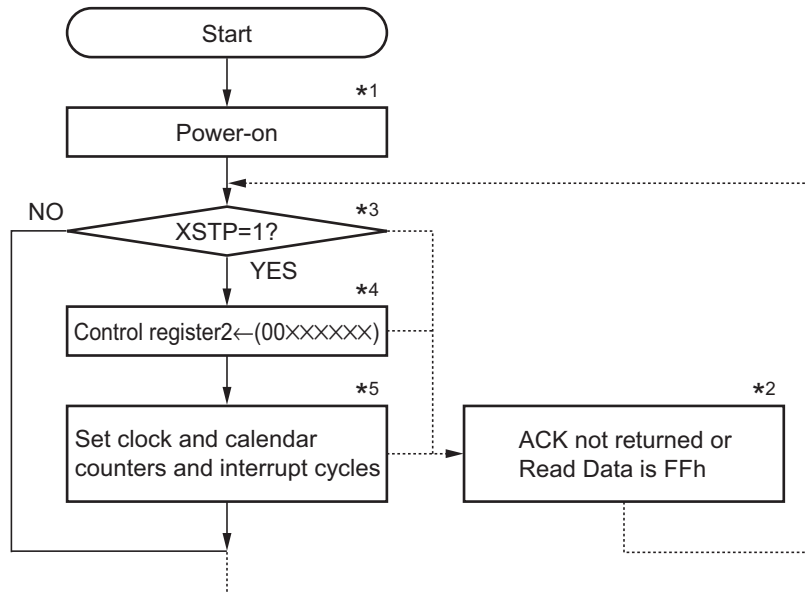 Start
*1
Power-on
*3
NO
XSTP=1?
YES
*4
Control register2←(00××××××)
*5
Set clock and calendar
counters and interrupt cycles
*2
ACK not returned or
Read Data is FFh